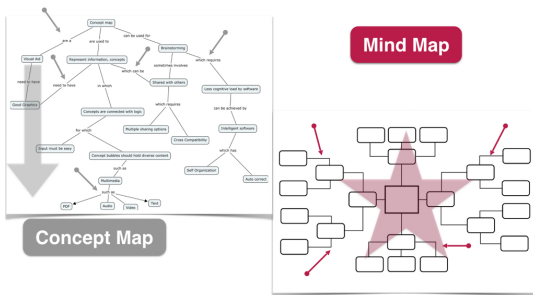 Concept map
are a
are used to
can be used for
Visual Aid
Represent information, concepts
Brainstorming
which can be
sometimes involves
which requires
need to have
need to have
in which
Shared with others
Less cognitive load by software
Good Graphics
Concepts are connected with logic
which requires
can be achieved by
for which
Multiple sharing options
Cross Compatibility
Intelligent software
Input must be easy
Concept bubbles should hold diverse content
which has
such as
Self Organization
Multimedia
Auto correct
such as
PDF
Audio
Video
Text
Concept Map
Mind Map